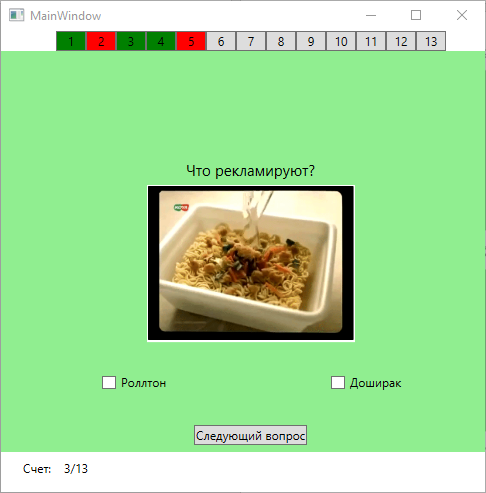 MainWindow
1 2 3 4 5 6 7 8 9 10 11 12 13
Что рекламируют?
Роллтон Доширак
Следующий вопрос
Счет: 3/13